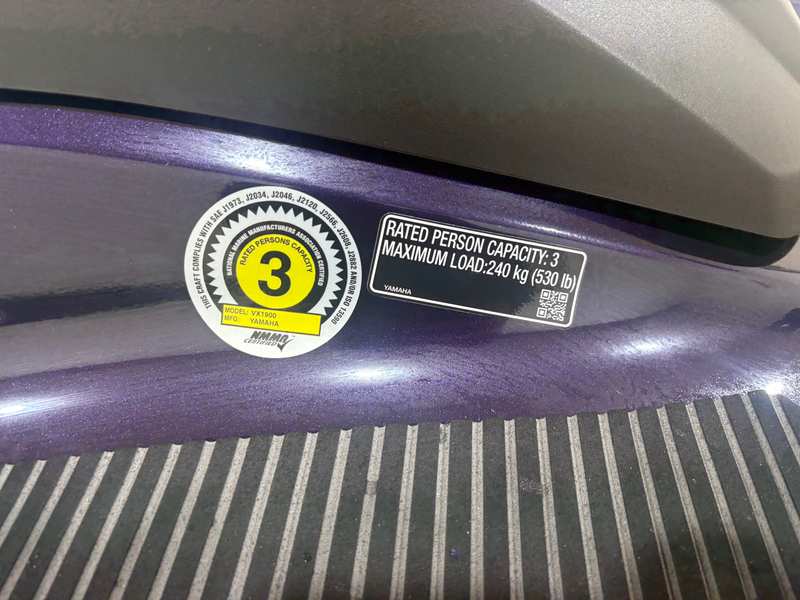 THIS CRAFT COMPLIES WITH SAE J1973, J2034, J2046, J2120, J2566, J2608, J2882 AND/OR ISO 13590
NATIONAL MARINE MANUFACTURERS ASSOCIATION CERTIFIED
RATED PERSONS CAPACITY
3
MODEL: VX1900
MFG: YAMAHA
NMMA
CERTIFIED
RATED PERSON CAPACITY: 3
MAXIMUM LOAD:240 kg (530 lb)
YAMAHA